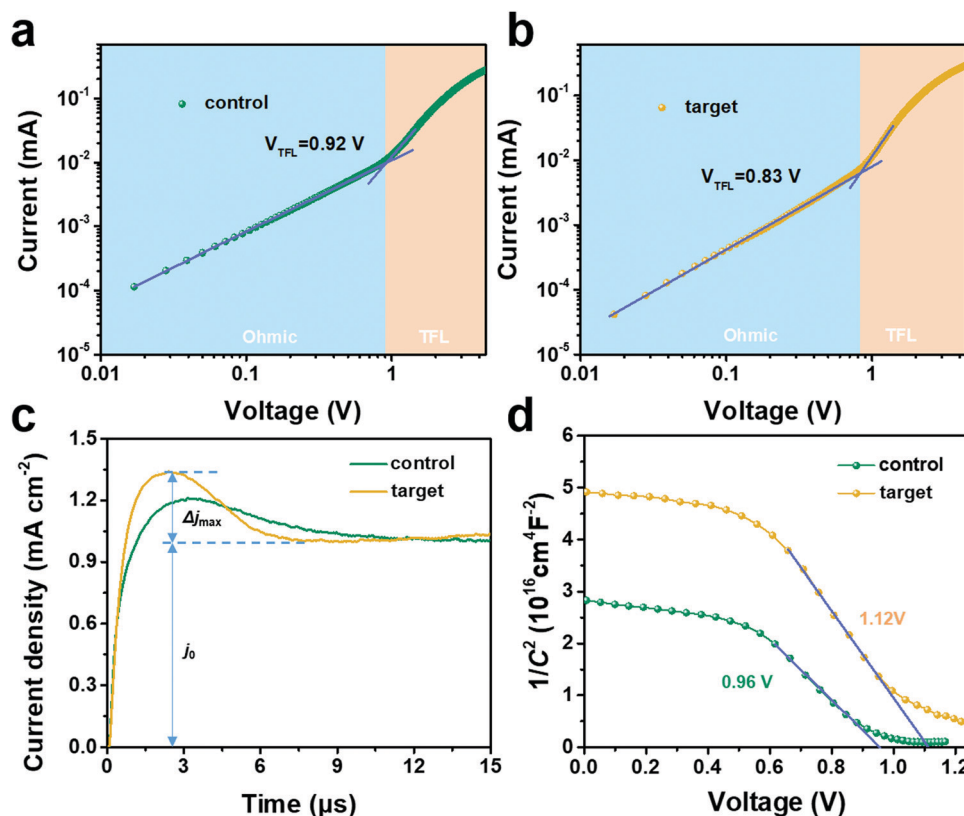 a
Current (mA)
10⁻¹
10⁻²
10⁻³
10⁻⁴
10⁻⁵
control
V_TFL=0.92 V
Ohmic
TFL
0.01
0.1
1
Voltage (V)
b
Current (mA)
10⁻¹
10⁻²
10⁻³
10⁻⁴
10⁻⁵
target
V_TFL=0.83 V
Ohmic
TFL
0.01
0.1
1
Voltage (V)
c
Current density (mA cm⁻²)
1.5
1.2
0.9
0.6
0.3
0.0
control
target
Δj_max
j₀
0
3
6
9
12
15
Time (µs)
d
1/C² (10¹⁶cm⁴F⁻²)
6
5
4
3
2
1
0
control
target
1.12V
0.96 V
0.0
0.2
0.4
0.6
0.8
1.0
1.2
Voltage (V)